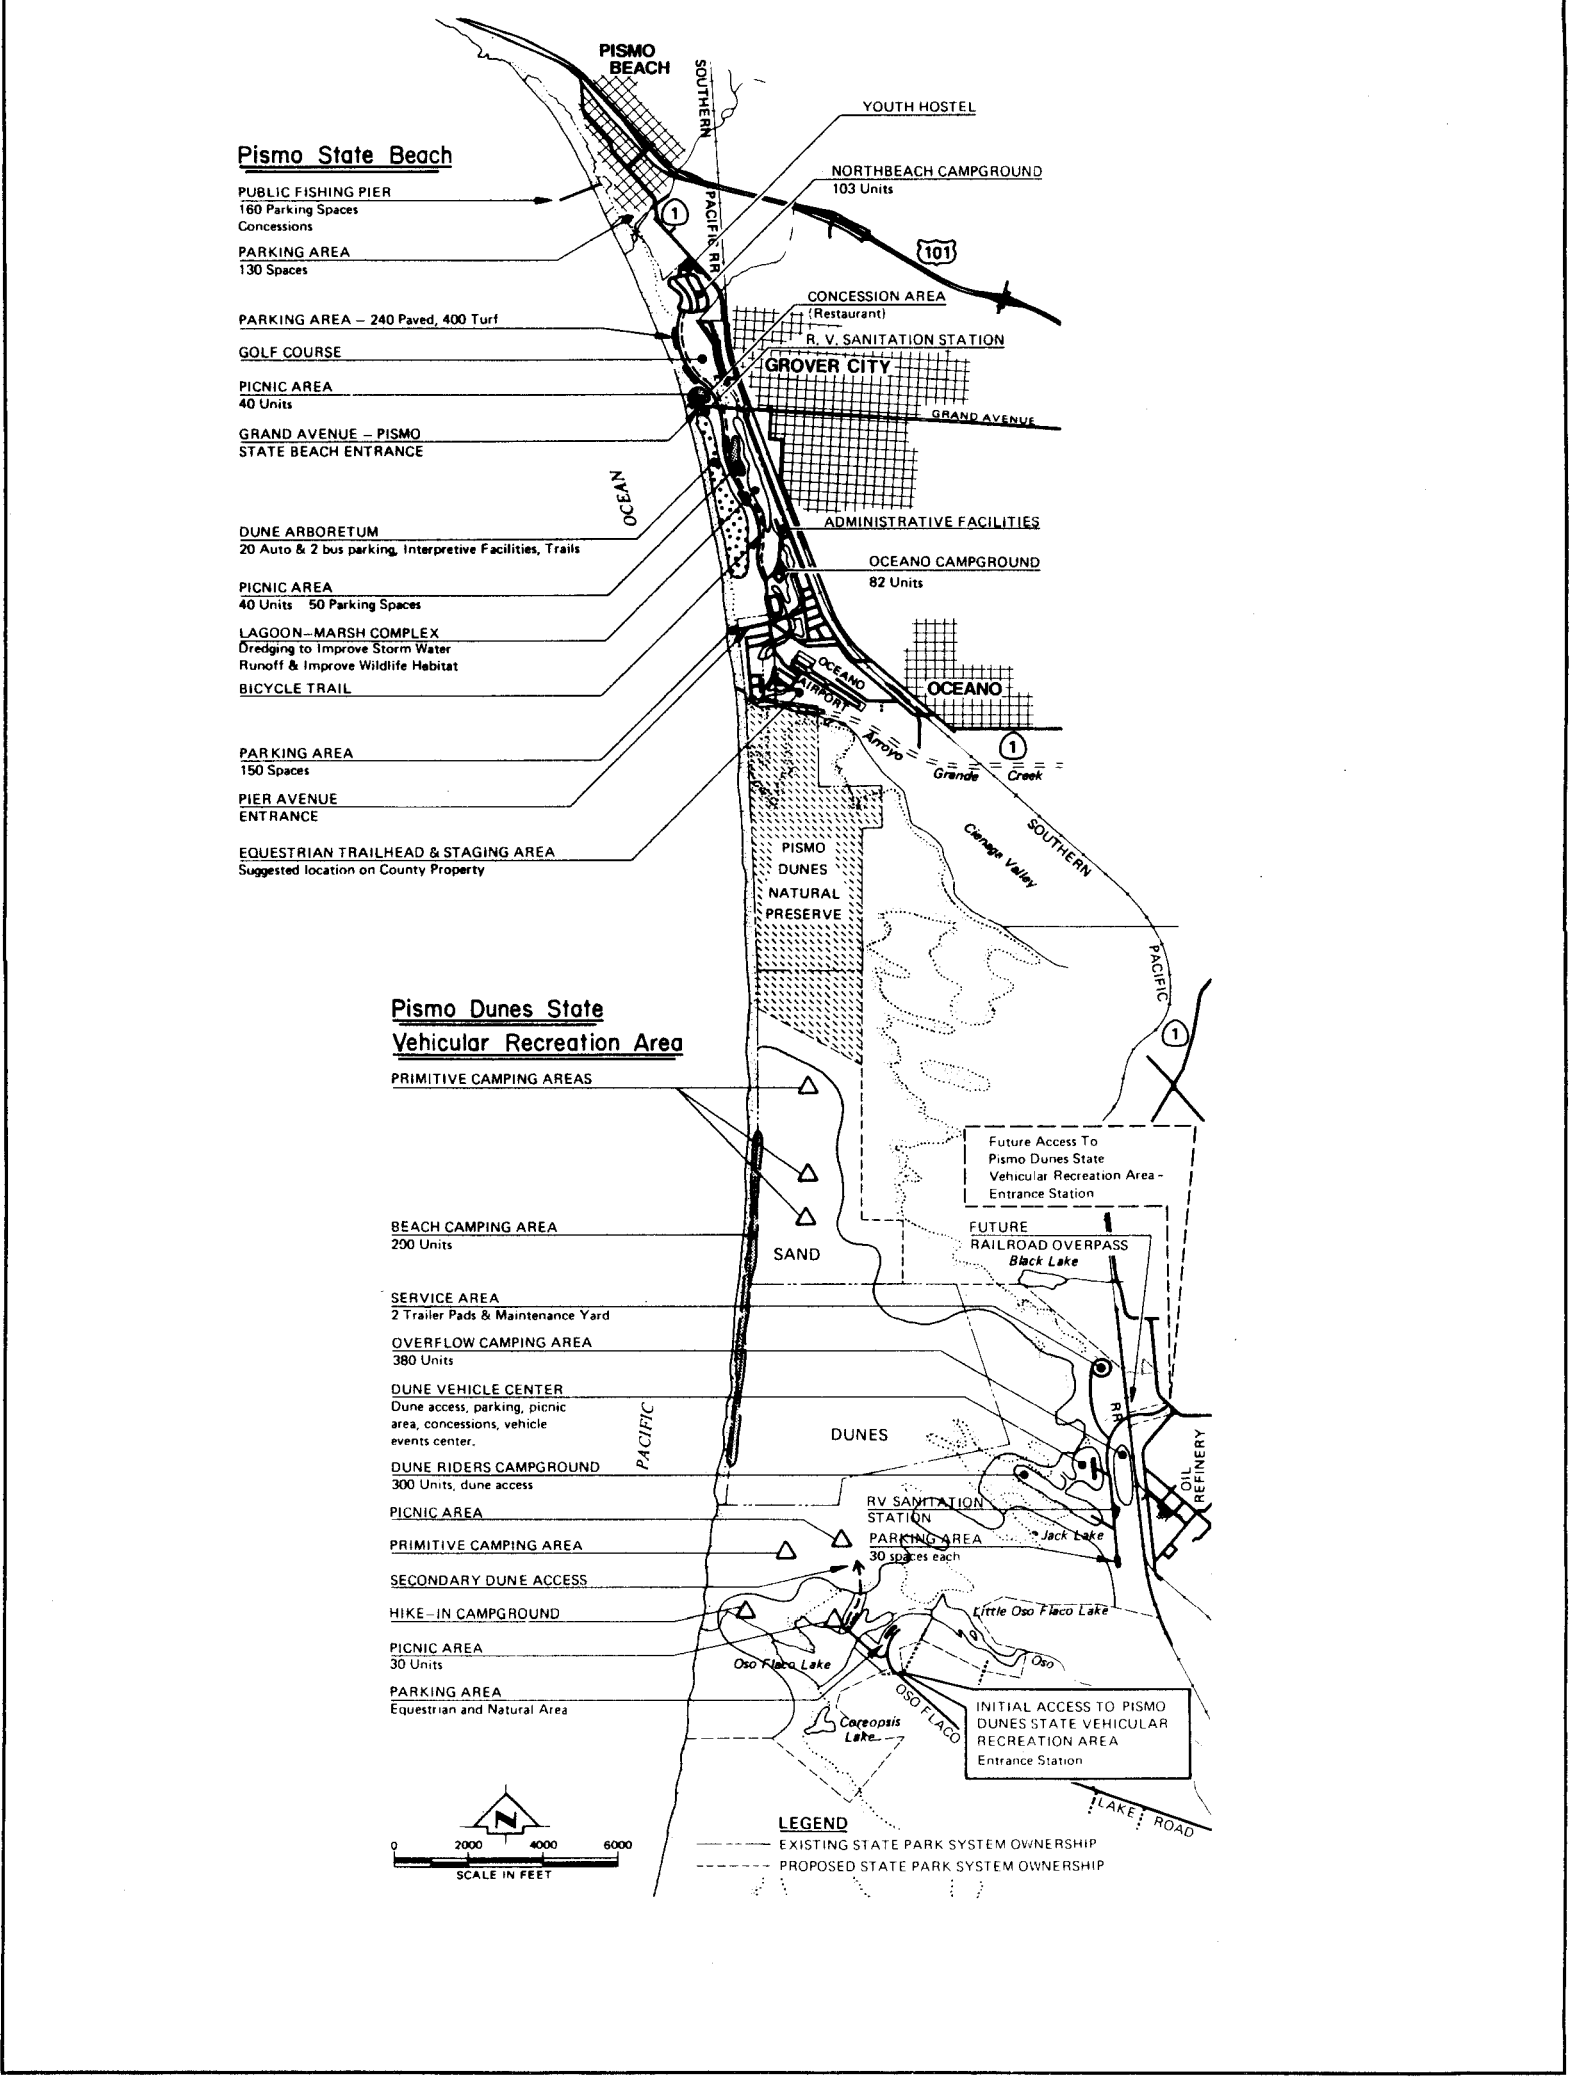 PISMO
BEACH
SOUTHERN
PACIFIC RR
YOUTH HOSTEL
NORTHBEACH CAMPGROUND
103 Units
1
101
CONCESSION AREA
(Restaurant)
R. V. SANITATION STATION
GROVER CITY
GRAND AVENUE
ADMINISTRATIVE FACILITIES
OCEANO CAMPGROUND
82 Units
Pismo State Beach
PUBLIC FISHING PIER
160 Parking Spaces
Concessions
PARKING AREA
130 Spaces
PARKING AREA – 240 Paved, 400 Turf
GOLF COURSE
PICNIC AREA
40 Units
GRAND AVENUE – PISMO
STATE BEACH ENTRANCE
OCEAN
DUNE ARBORETUM
20 Auto & 2 bus parking, Interpretive Facilities, Trails
PICNIC AREA
40 Units 50 Parking Spaces
LAGOON–MARSH COMPLEX
Dredging to Improve Storm Water
Runoff & Improve Wildlife Habitat
BICYCLE TRAIL
PARKING AREA
150 Spaces
PIER AVENUE
ENTRANCE
EQUESTRIAN TRAILHEAD & STAGING AREA
Suggested location on County Property
OCEANO
AIRPORT
OCEANO
1
Arroyo Grande Creek
Cienaga Valley
SOUTHERN
PACIFIC
1
PISMO
DUNES
NATURAL
PRESERVE
Pismo Dunes State
Vehicular Recreation Area
PRIMITIVE CAMPING AREAS
BEACH CAMPING AREA
200 Units
SAND
Future Access To
Pismo Dunes State
Vehicular Recreation Area –
Entrance Station
FUTURE
RAILROAD OVERPASS
Black Lake
SERVICE AREA
2 Trailer Pads & Maintenance Yard
OVERFLOW CAMPING AREA
380 Units
DUNE VEHICLE CENTER
Dune access, parking, picnic
area, concessions, vehicle
events center.
DUNE RIDERS CAMPGROUND
300 Units, dune access
PICNIC AREA
PRIMITIVE CAMPING AREA
SECONDARY DUNE ACCESS
HIKE–IN CAMPGROUND
PICNIC AREA
30 Units
PARKING AREA
Equestrian and Natural Area
PACIFIC
DUNES
RR
OIL
REFINERY
RV SANITATION
STATION
PARKING AREA
30 spaces each
Jack Lake
Little Oso Flaco Lake
Oso Flaco Lake
Oso
OSO FLACO
Coreopsis
Lake
INITIAL ACCESS TO PISMO
DUNES STATE VEHICULAR
RECREATION AREA
Entrance Station
LAKE ROAD
N
0 2000 4000 6000
SCALE IN FEET
LEGEND
EXISTING STATE PARK SYSTEM OWNERSHIP
PROPOSED STATE PARK SYSTEM OWNERSHIP